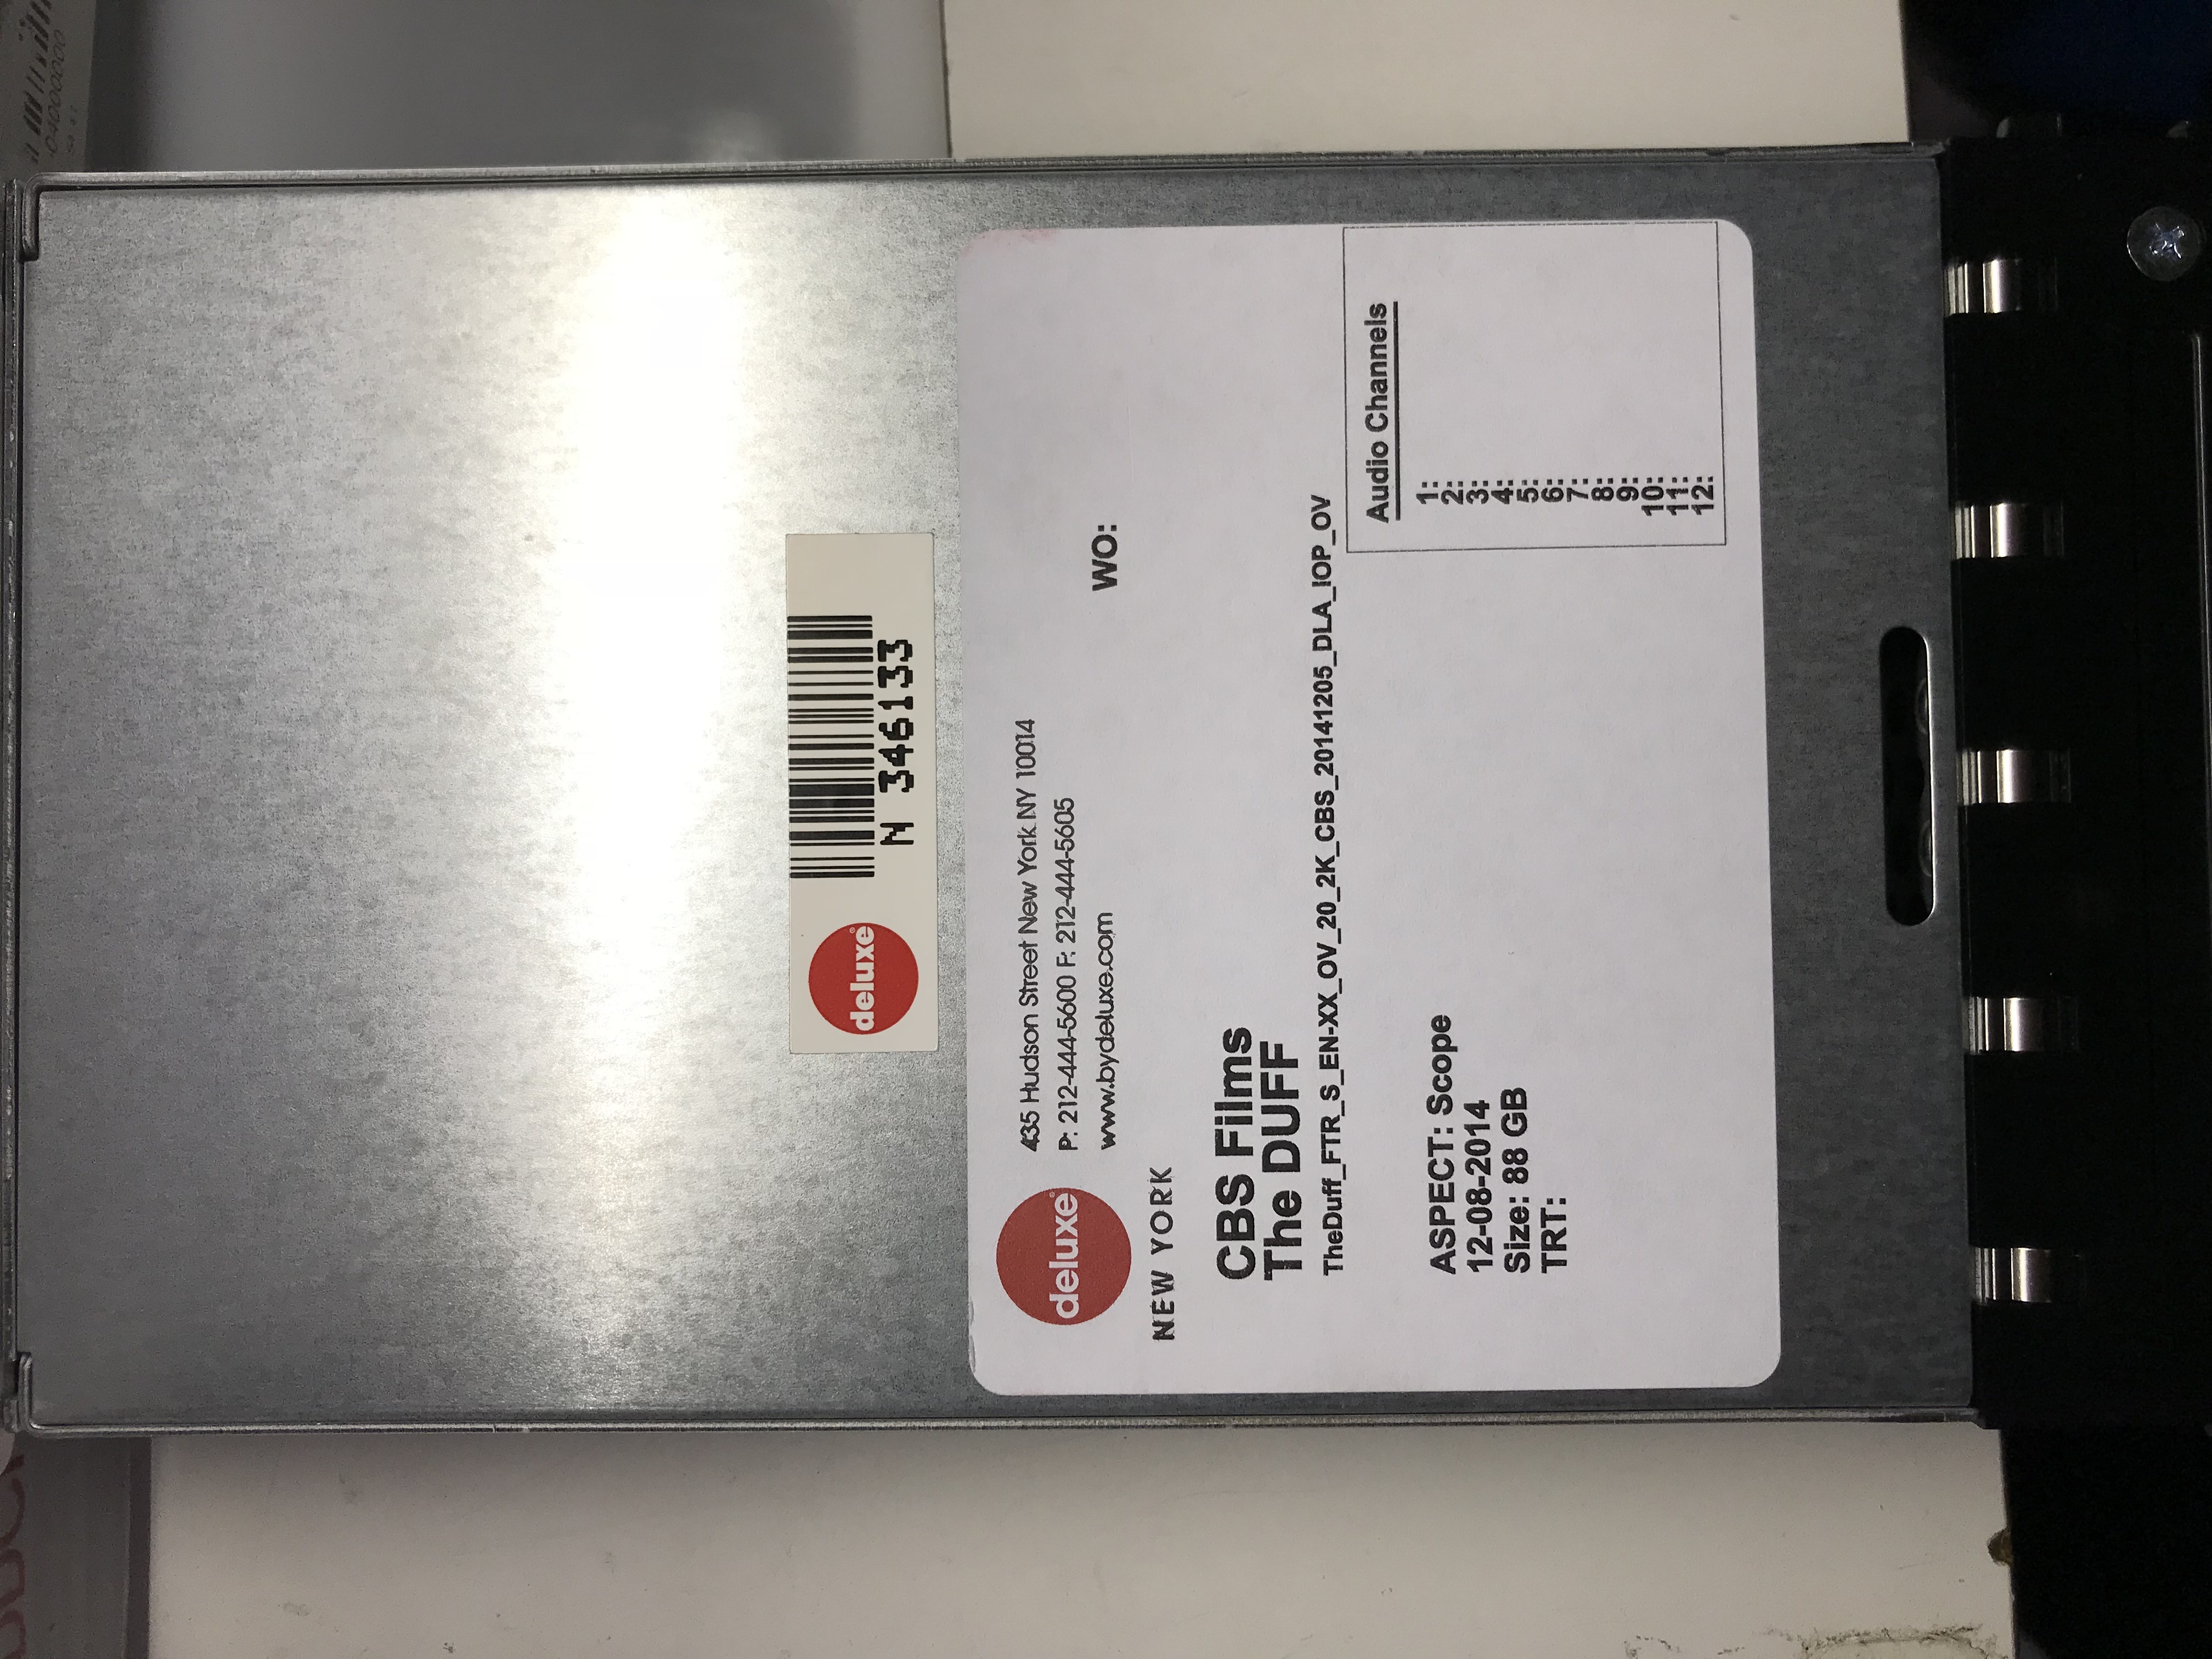 deluxe
N 346133
deluxe
NEW YORK
435 Hudson Street New York NY 10014
P: 212-444-5600 F: 212-444-5605
www.bydeluxe.com
WO:
CBS Films
The DUFF
TheDuff_FTR_S_EN-XX_OV_20_2K_CBS_20141205_DLA_IOP_OV
ASPECT: Scope
12-08-2014
Size: 88 GB
TRT:
Audio Channels
1:
2:
3:
4:
5:
6:
7:
8:
9:
10:
11:
12: